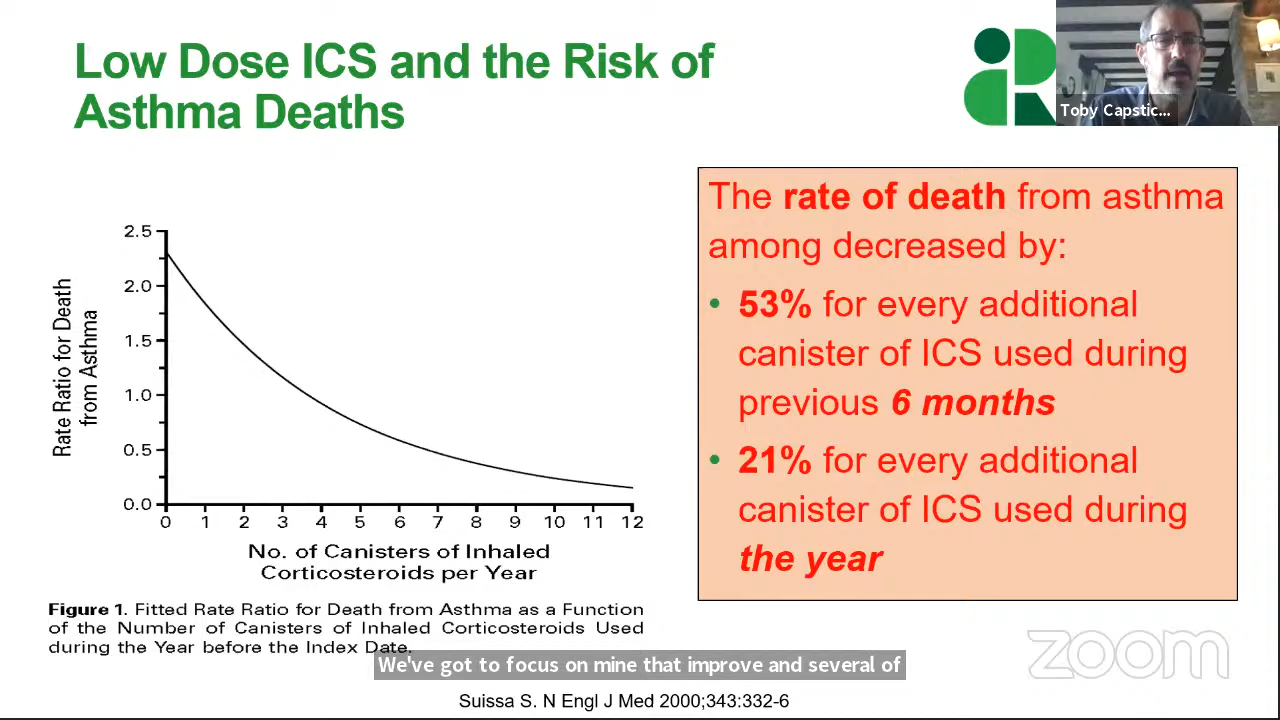 Low Dose ICS and the Risk of
Asthma Deaths
Toby Capstic...
The rate of death from asthma
among decreased by:
• 53% for every additional
canister of ICS used during
previous 6 months
• 21% for every additional
canister of ICS used during
the year
Rate Ratio for Death
from Asthma
2.5
2.0
1.5
1.0
0.5
0.0
0 1 2 3 4 5 6 7 8 9 10 11 12
No. of Canisters of Inhaled
Corticosteroids per Year
Figure 1. Fitted Rate Ratio for Death from Asthma as a Function
of the Number of Canisters of Inhaled Corticosteroids Used
during the Year before the Index Date.
We've got to focus on mine that improve and several of
zoom
Suissa S. N Engl J Med 2000;343:332-6